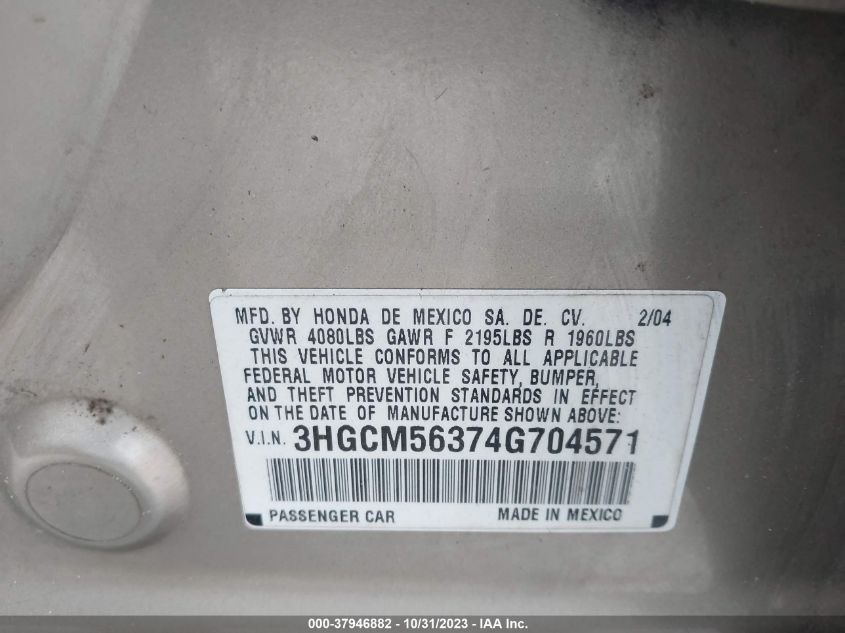 MFD. BY HONDA DE MEXICO SA. DE. CV. 2/04
GVWR 4080LBS GAWR F 2195LBS R 1960LBS
THIS VEHICLE CONFORMS TO ALL APPLICABLE
FEDERAL MOTOR VEHICLE SAFETY, BUMPER,
AND THEFT PREVENTION STANDARDS IN EFFECT
ON THE DATE OF MANUFACTURE SHOWN ABOVE:
V.I.N. 3HGCM56374G704571
PASSENGER CAR MADE IN MEXICO
000-37946882 - 10/31/2023 - IAA Inc.